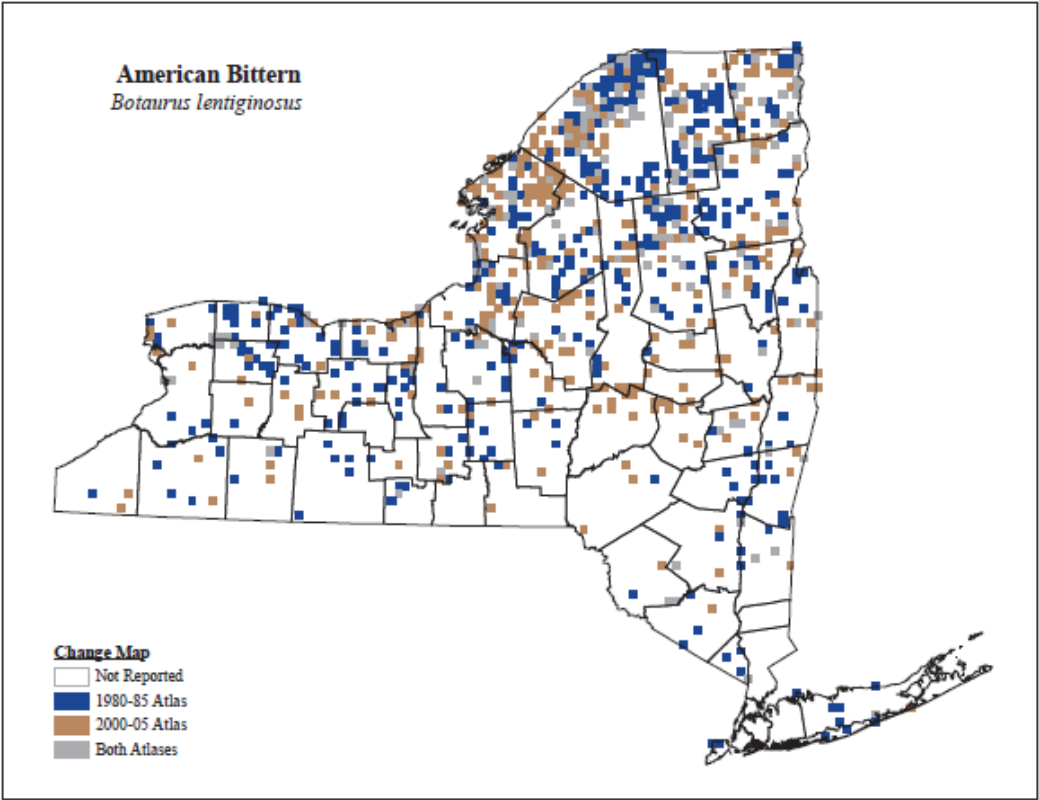 American Bittern
Botaurus lentiginosus
Change Map
Not Reported
1980-85 Atlas
2000-05 Atlas
Both Atlases